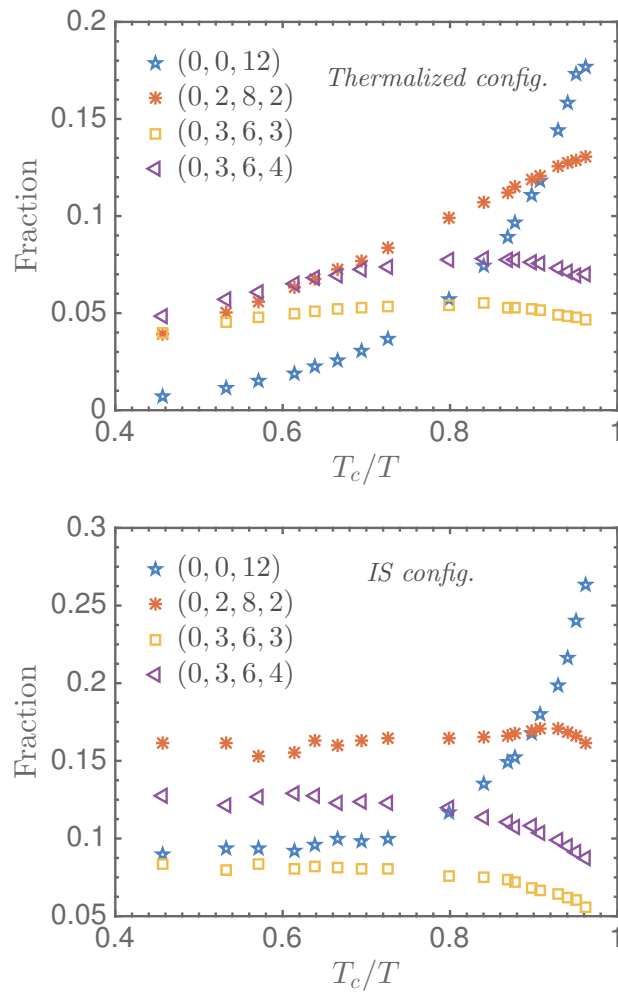 0.2
(0, 0, 12)
Thermalized config.
(0, 2, 8, 2)
0.15
(0, 3, 6, 3)
(0, 3, 6, 4)
Fraction
0.1
0.05
0
0.4
0.6
0.8
1
T_c/T
0.3
(0, 0, 12)
IS config.
(0, 2, 8, 2)
0.25
(0, 3, 6, 3)
(0, 3, 6, 4)
Fraction
0.2
0.15
0.1
0.05
0.4
0.6
0.8
1
T_c/T